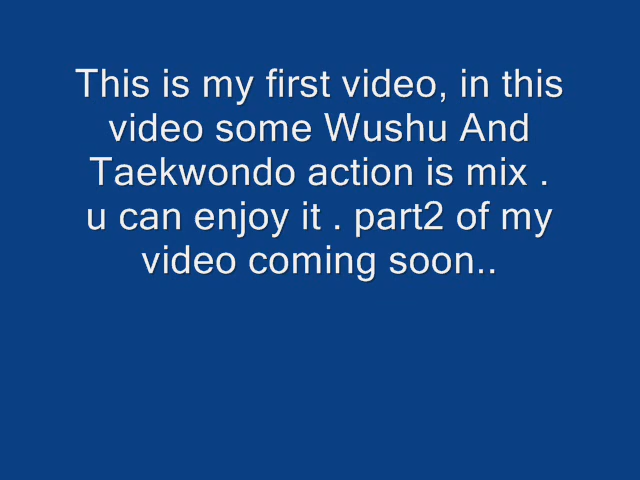 This is my first video, in this
video some Wushu And
Taekwondo action is mix .
u can enjoy it . part2 of my
video coming soon..